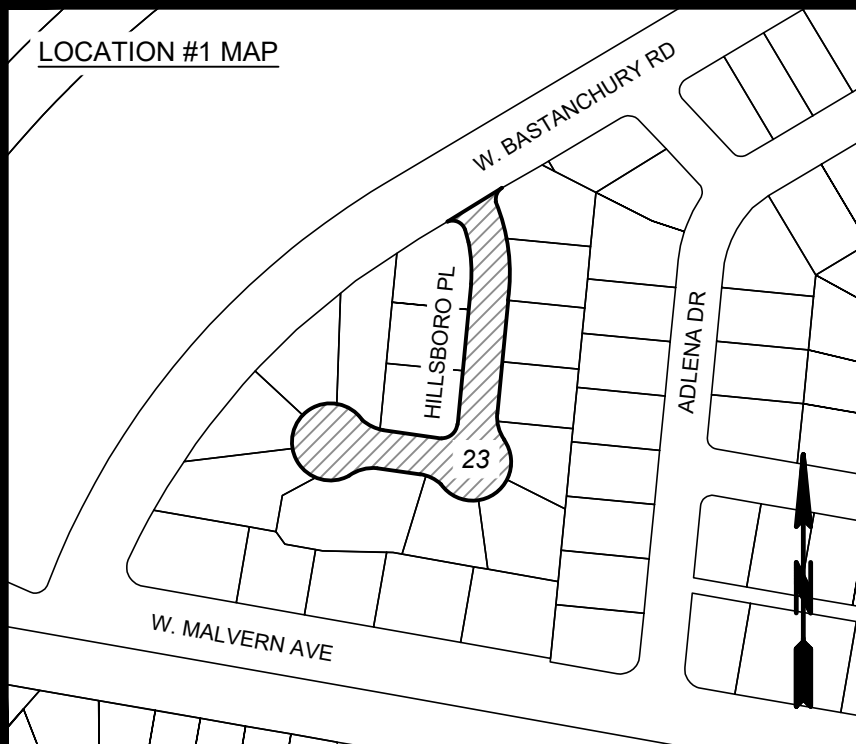 LOCATION #1 MAP
W. BASTANCHURY RD
HILLSBORO PL
ADLENA DR
23
N
W. MALVERN AVE